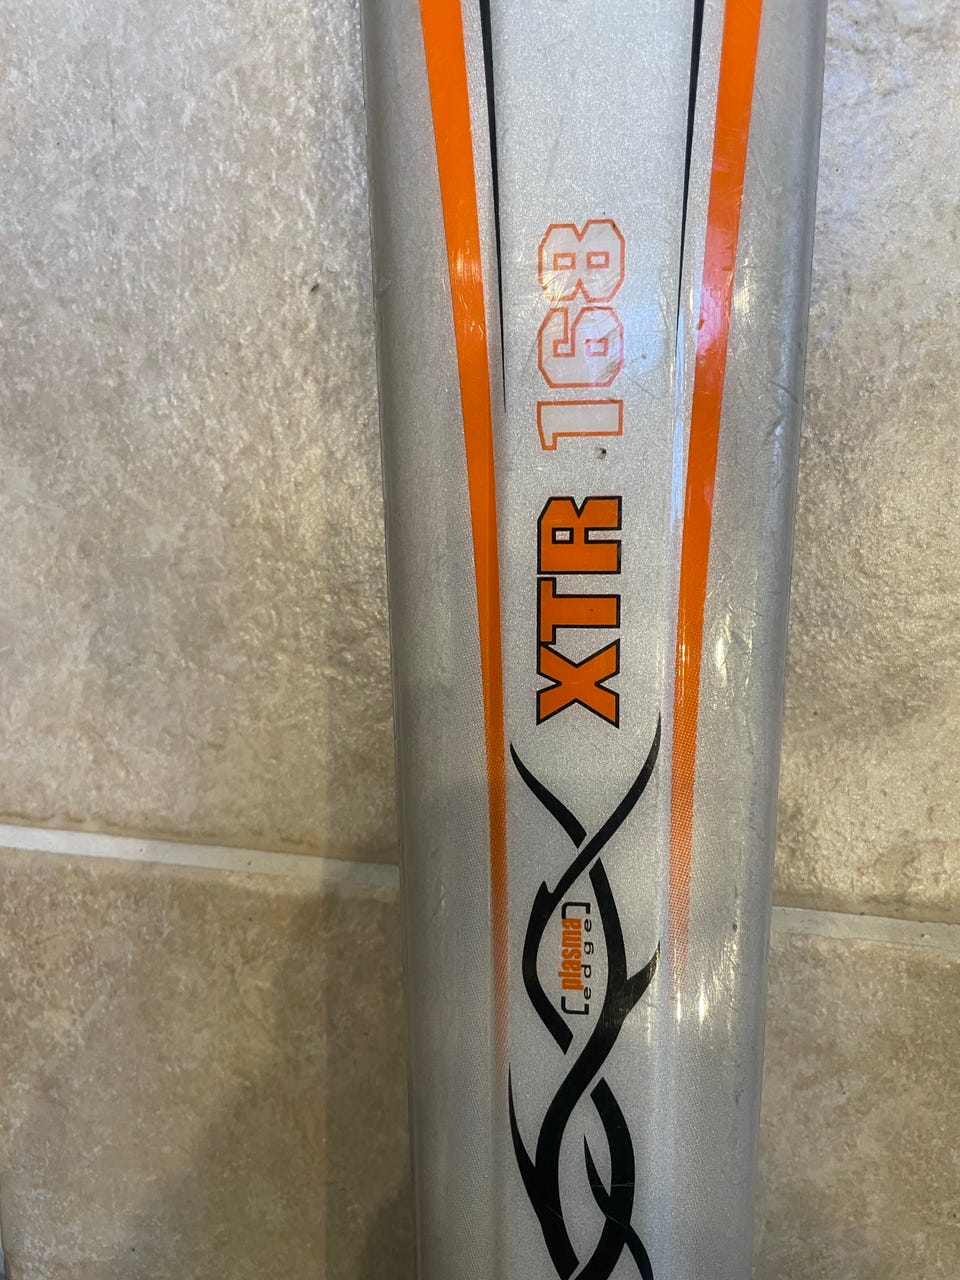 XTR 168
[plasma
edge]